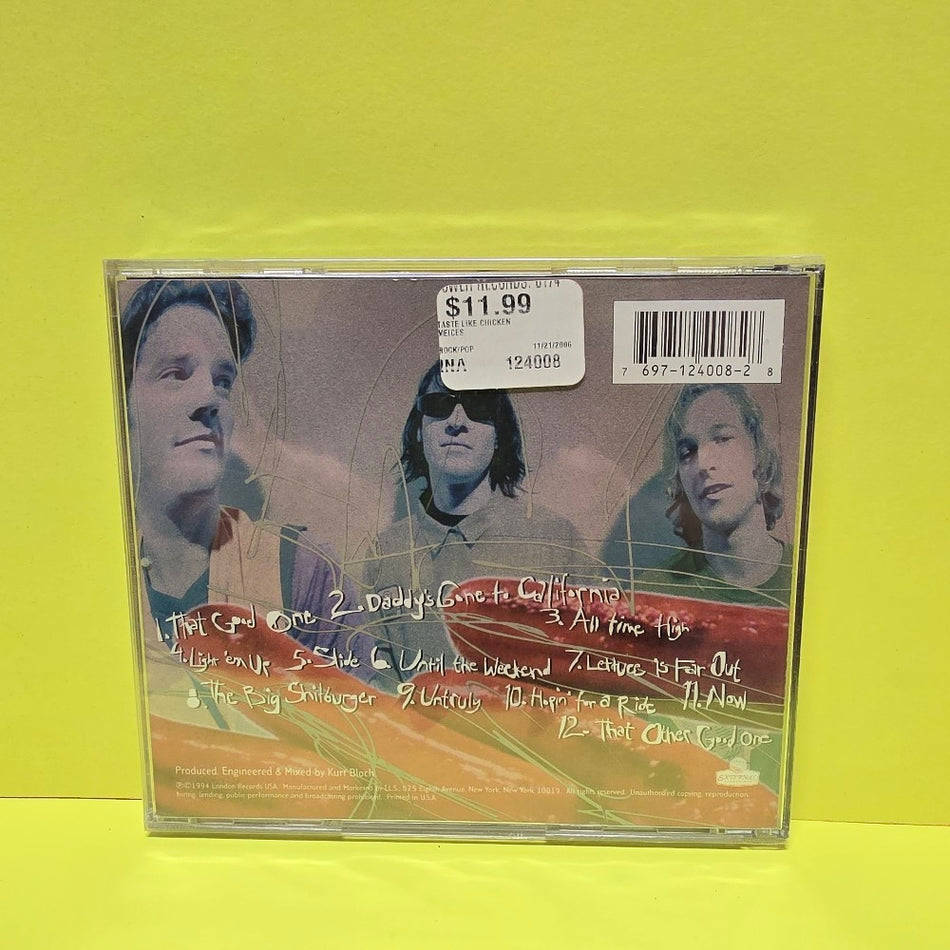 $11.99
TASTE LIKE CHICKEN
VEICES
ROCK/POP 11/21/2006
INA 124008
7 697-124008-2 8
1. That Good One 2. Daddy's Gone to California
3. All Time High
4. Light 'em Up 5. Slide 6. Until the Weekend 7. Lettuce is Far Out
8. The Big Shitburger 9. Untruly 10. Hopin' for a Ride 11. Now
12. That Other Good One
Produced, Engineered & Mixed by Kurt Bloch
℗©1994 London Records USA. Manufactured and Marketed by I.L.S. 825 Eighth Avenue, New York, New York 10019. All rights reserved. Unauthorized copying, reproduction,
hiring, lending, public performance and broadcasting prohibited. Printed in U.S.A.